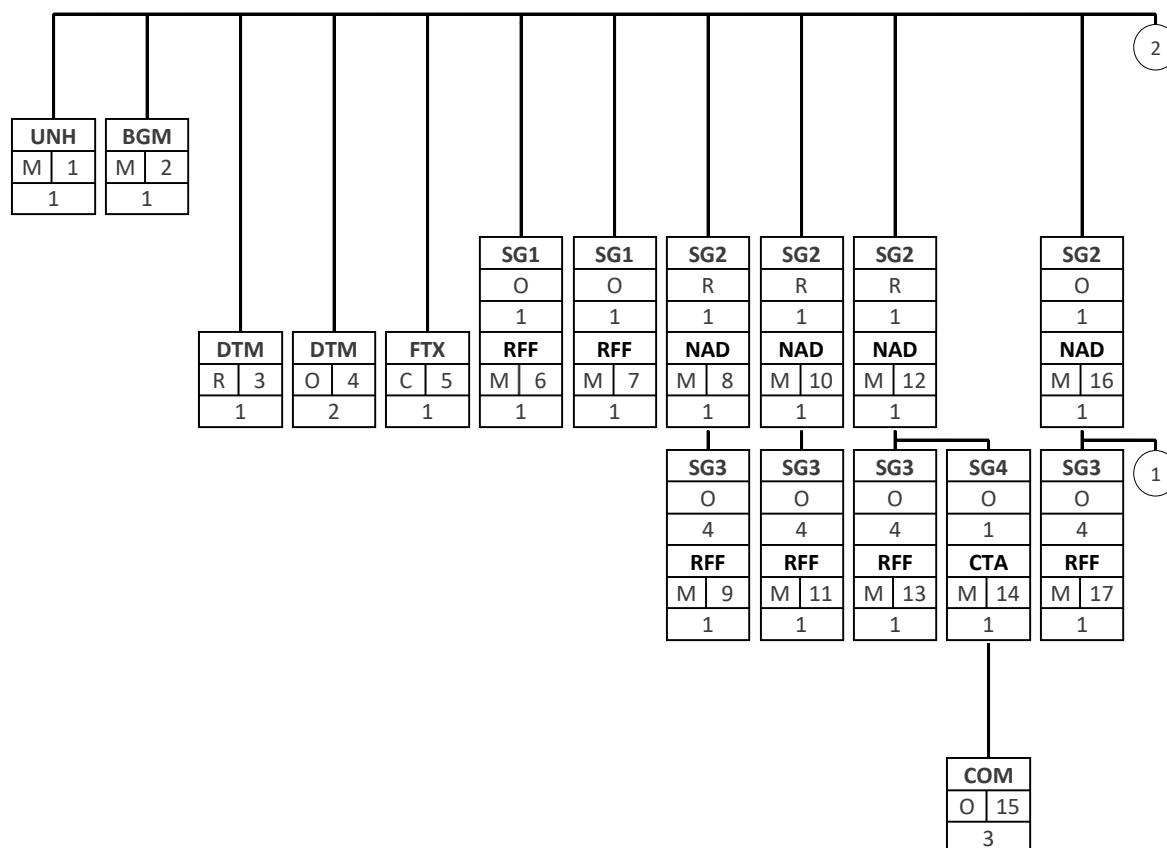 2
UNH BGM
M 1 M 2
1 1
SG1 SG1 SG2 SG2 SG2 SG2
O O R R R O
1 1 1 1 1 1
DTM DTM FTX RFF RFF NAD NAD NAD NAD
R 3 O 4 C 5 M 6 M 7 M 8 M 10 M 12 M 16
1 2 1 1 1 1 1 1 1
SG3 SG3 SG3 SG4 SG3 1
O O O O O
4 4 4 1 4
RFF RFF RFF CTA RFF
M 9 M 11 M 13 M 14 M 17
1 1 1 1 1
COM
O 15
3